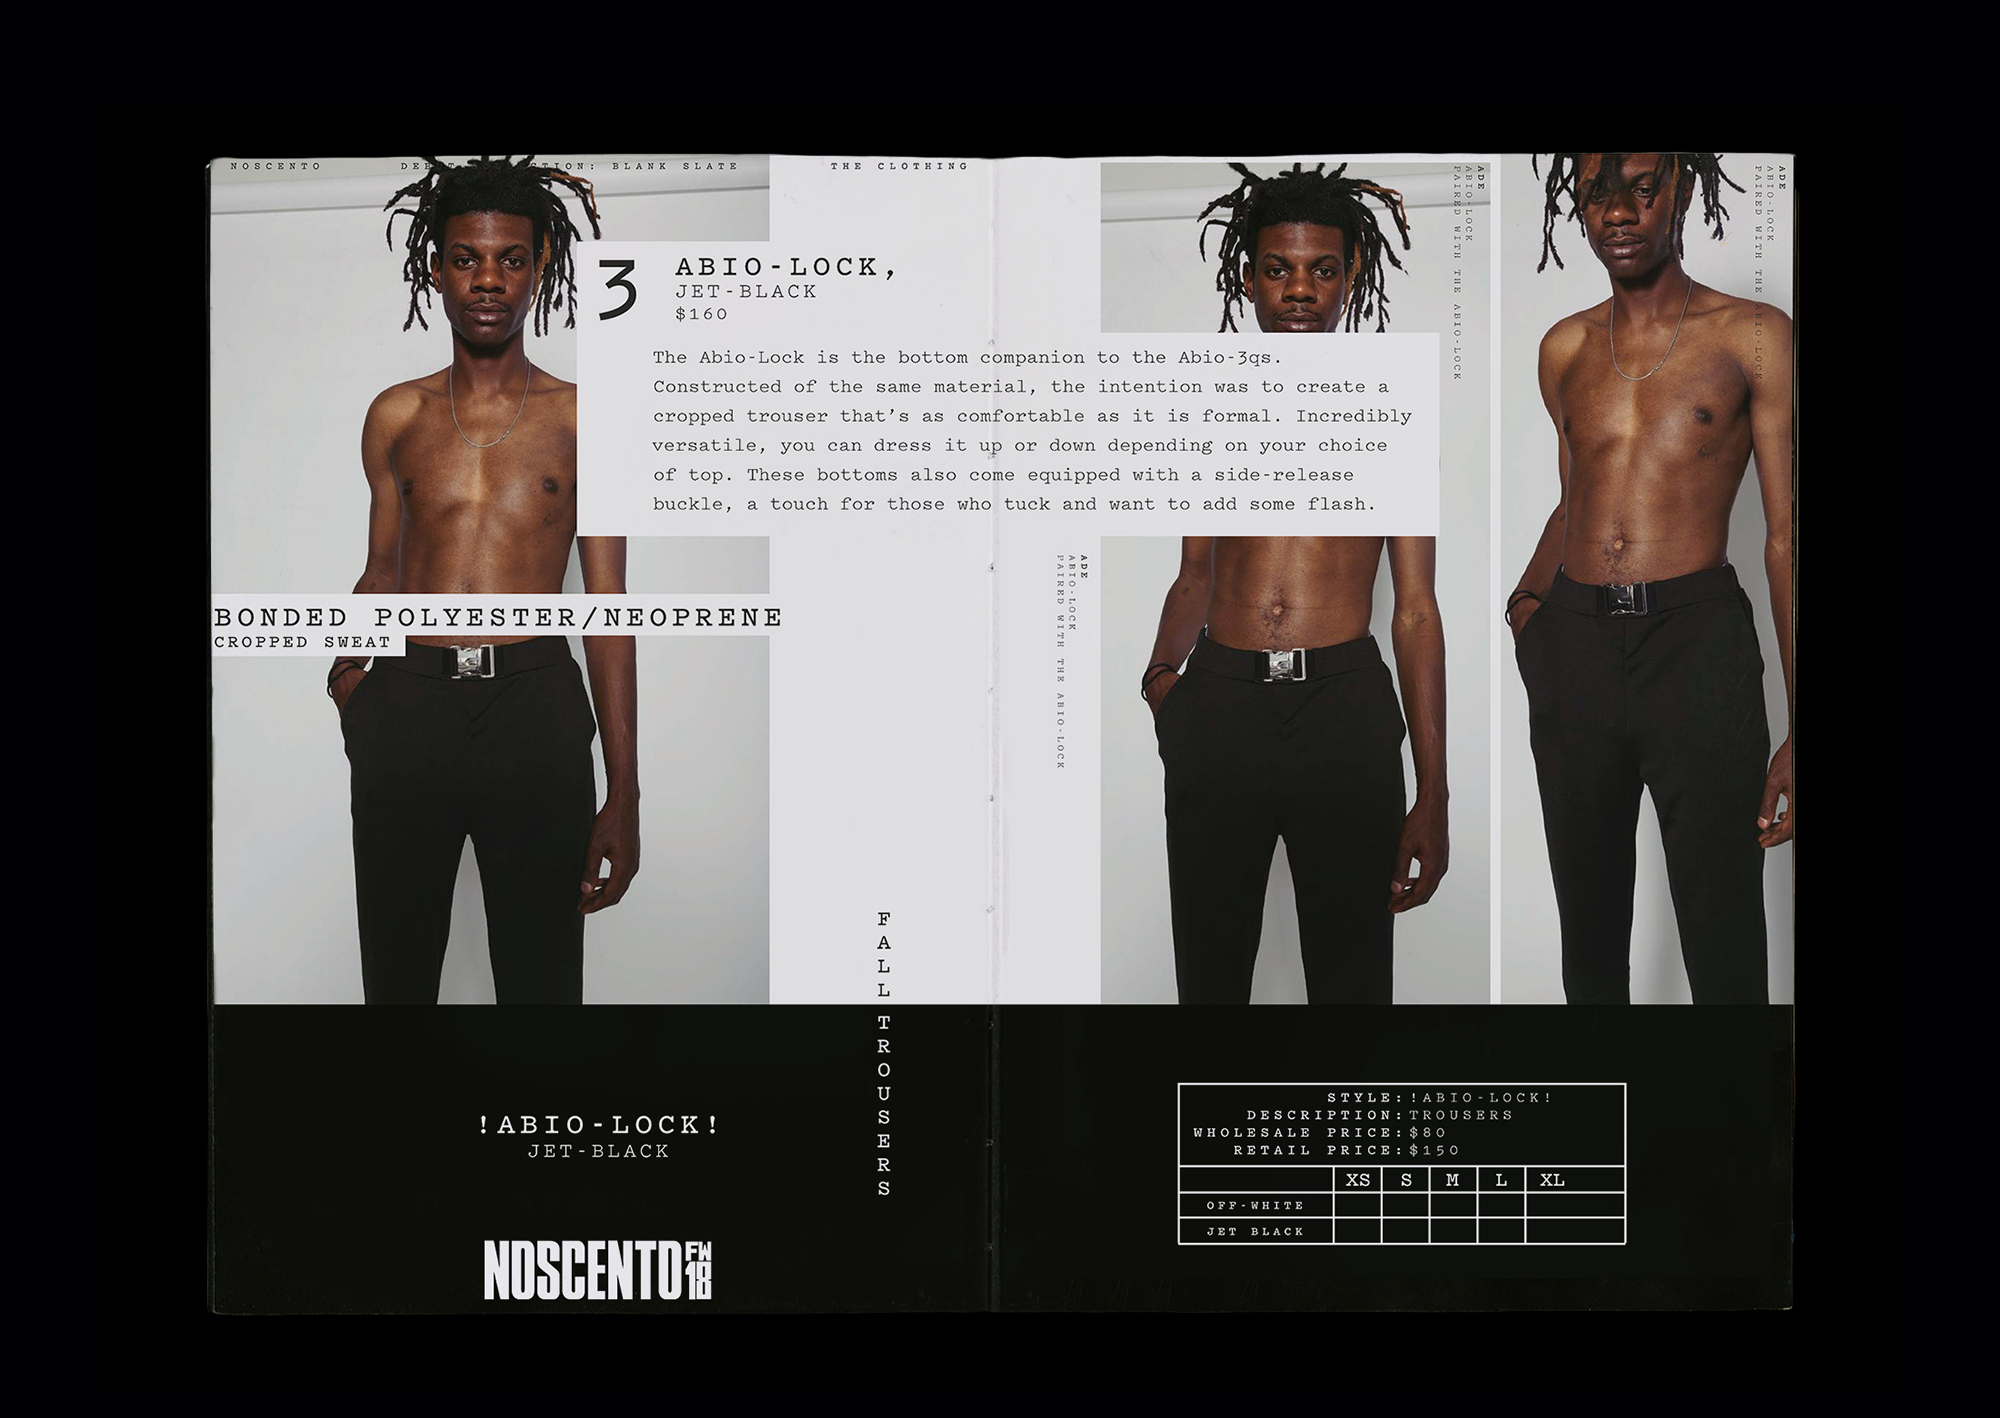 NOSCENTO
DEBUT COLLECTION: BLANK SLATE
THE CLOTHING
3
ABIO-LOCK,
JET-BLACK
$160
The Abio-Lock is the bottom companion to the Abio-3qs.
Constructed of the same material, the intention was to create a
cropped trouser that’s as comfortable as it is formal. Incredibly
versatile, you can dress it up or down depending on your choice
of top. These bottoms also come equipped with a side-release
buckle, a touch for those who tuck and want to add some flash.
BONDED POLYESTER/NEOPRENE
CROPPED SWEAT
ADE
ABIO-LOCK
PAIRED WITH THE ABIO-LOCK
ADE
ABIO-LOCK
PAIRED WITH THE ABIO-LOCK
ADE
ABIO-LOCK
PAIRED WITH THE ABIO-LOCK
FALL TROUSERS
!ABIO-LOCK!
JET-BLACK
NOSCENTO FW 18
STYLE: !ABIO-LOCK!
DESCRIPTION: TROUSERS
WHOLESALE PRICE: $80
RETAIL PRICE: $150
XS S M L XL
OFF-WHITE
JET BLACK